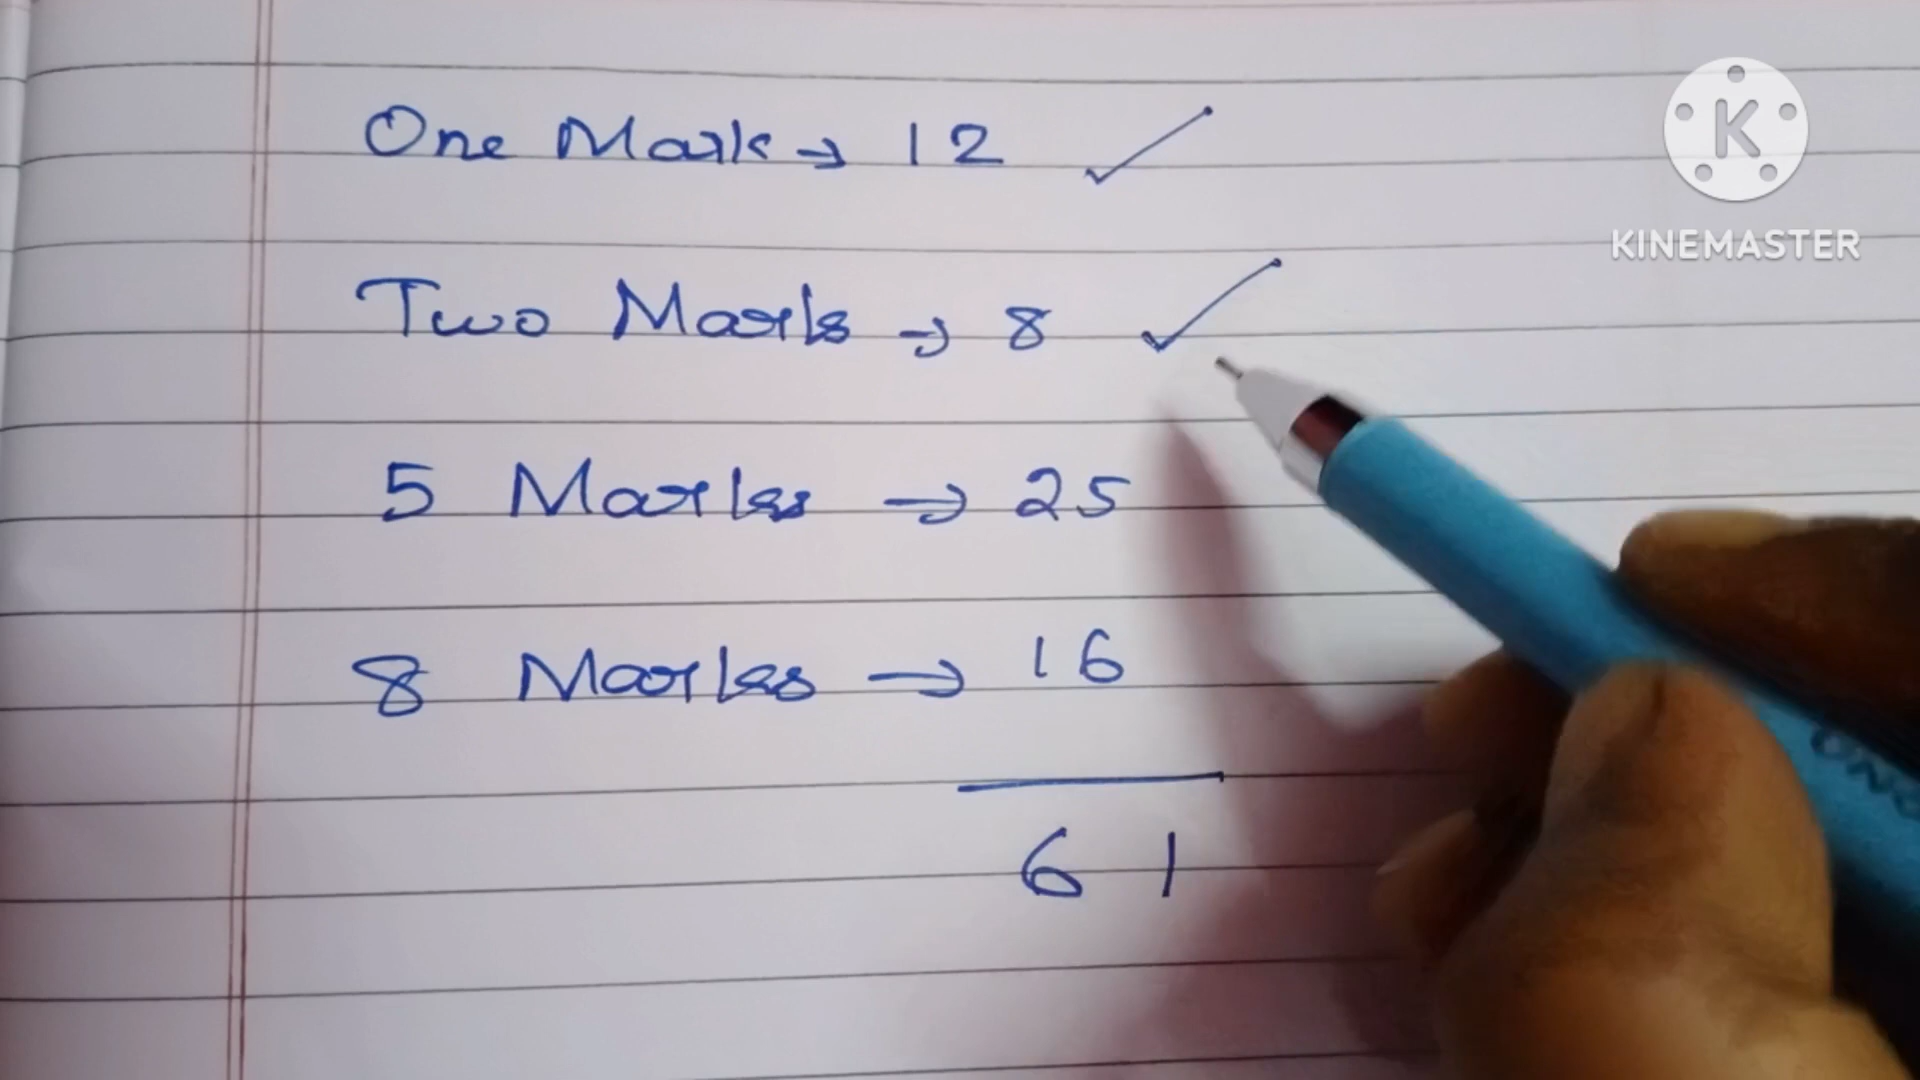 One Mark → 12 ✓
K
KINEMASTER
Two Marks → 8 ✓
5 Marks → 25
8 Marks → 16
61